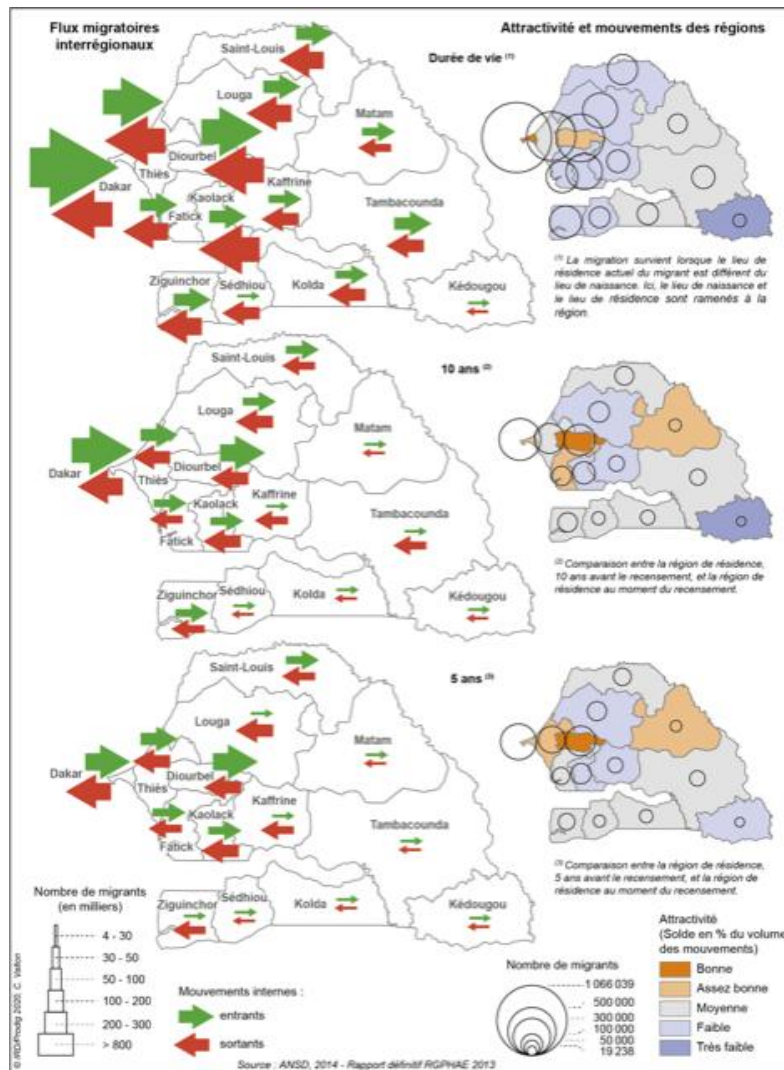 Flux migratoires
interrégionaux
Attractivité et mouvements des régions
Durée de vie (1)
Saint-Louis
Louga
Matam
Diourbel
Thiès
Dakar
Kaolack
Fatick
Kaffrine
Tambacounda
Ziguinchor
Sédhiou
Kolda
Kédougou
(1) La migration survient lorsque le lieu de
résidence actuel du migrant est différent du
lieu de naissance. Ici, le lieu de naissance et
le lieu de résidence sont ramenés à la
région.
10 ans (2)
Saint-Louis
Louga
Matam
Dakar
Thiès
Diourbel
Kaolack
Kaffrine
Fatick
Tambacounda
Ziguinchor
Sédhiou
Kolda
Kédougou
(2) Comparaison entre la région de résidence,
10 ans avant le recensement, et la région de
résidence au moment du recensement.
5 ans (3)
Saint-Louis
Louga
Matam
Dakar
Thiès
Diourbel
Kaolack
Kaffrine
Fatick
Tambacounda
Ziguinchor
Sédhiou
Kolda
Kédougou
(3) Comparaison entre la région de résidence,
5 ans avant le recensement, et la région de
résidence au moment du recensement.
Nombre de migrants
(en milliers)
4 - 30
30 - 50
50 - 100
100 - 200
200 - 300
> 800
Mouvements internes :
entrants
sortants
Nombre de migrants
1 066 039
500 000
300 000
100 000
50 000
19 238
Attractivité
(Solde en % du volume
des mouvements)
Bonne
Assez bonne
Moyenne
Faible
Très faible
© IRD/Prodig 2020, C. Valton
Source : ANSD, 2014 - Rapport définitif RGPHAE 2013